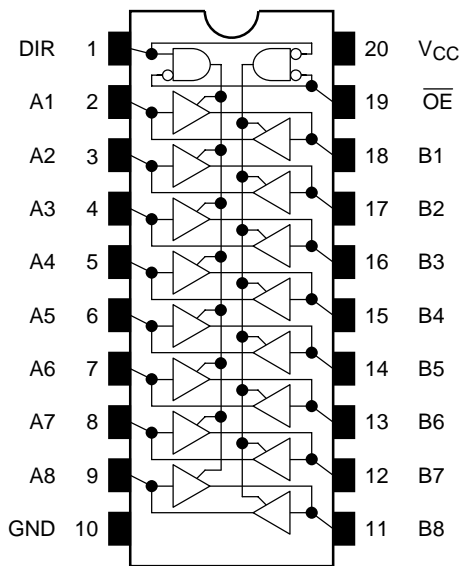 DIR 1 20 V_CC
A1 2 19 O̅E̅
A2 3 18 B1
A3 4 17 B2
A4 5 16 B3
A5 6 15 B4
A6 7 14 B5
A7 8 13 B6
A8 9 12 B7
GND 10 11 B8